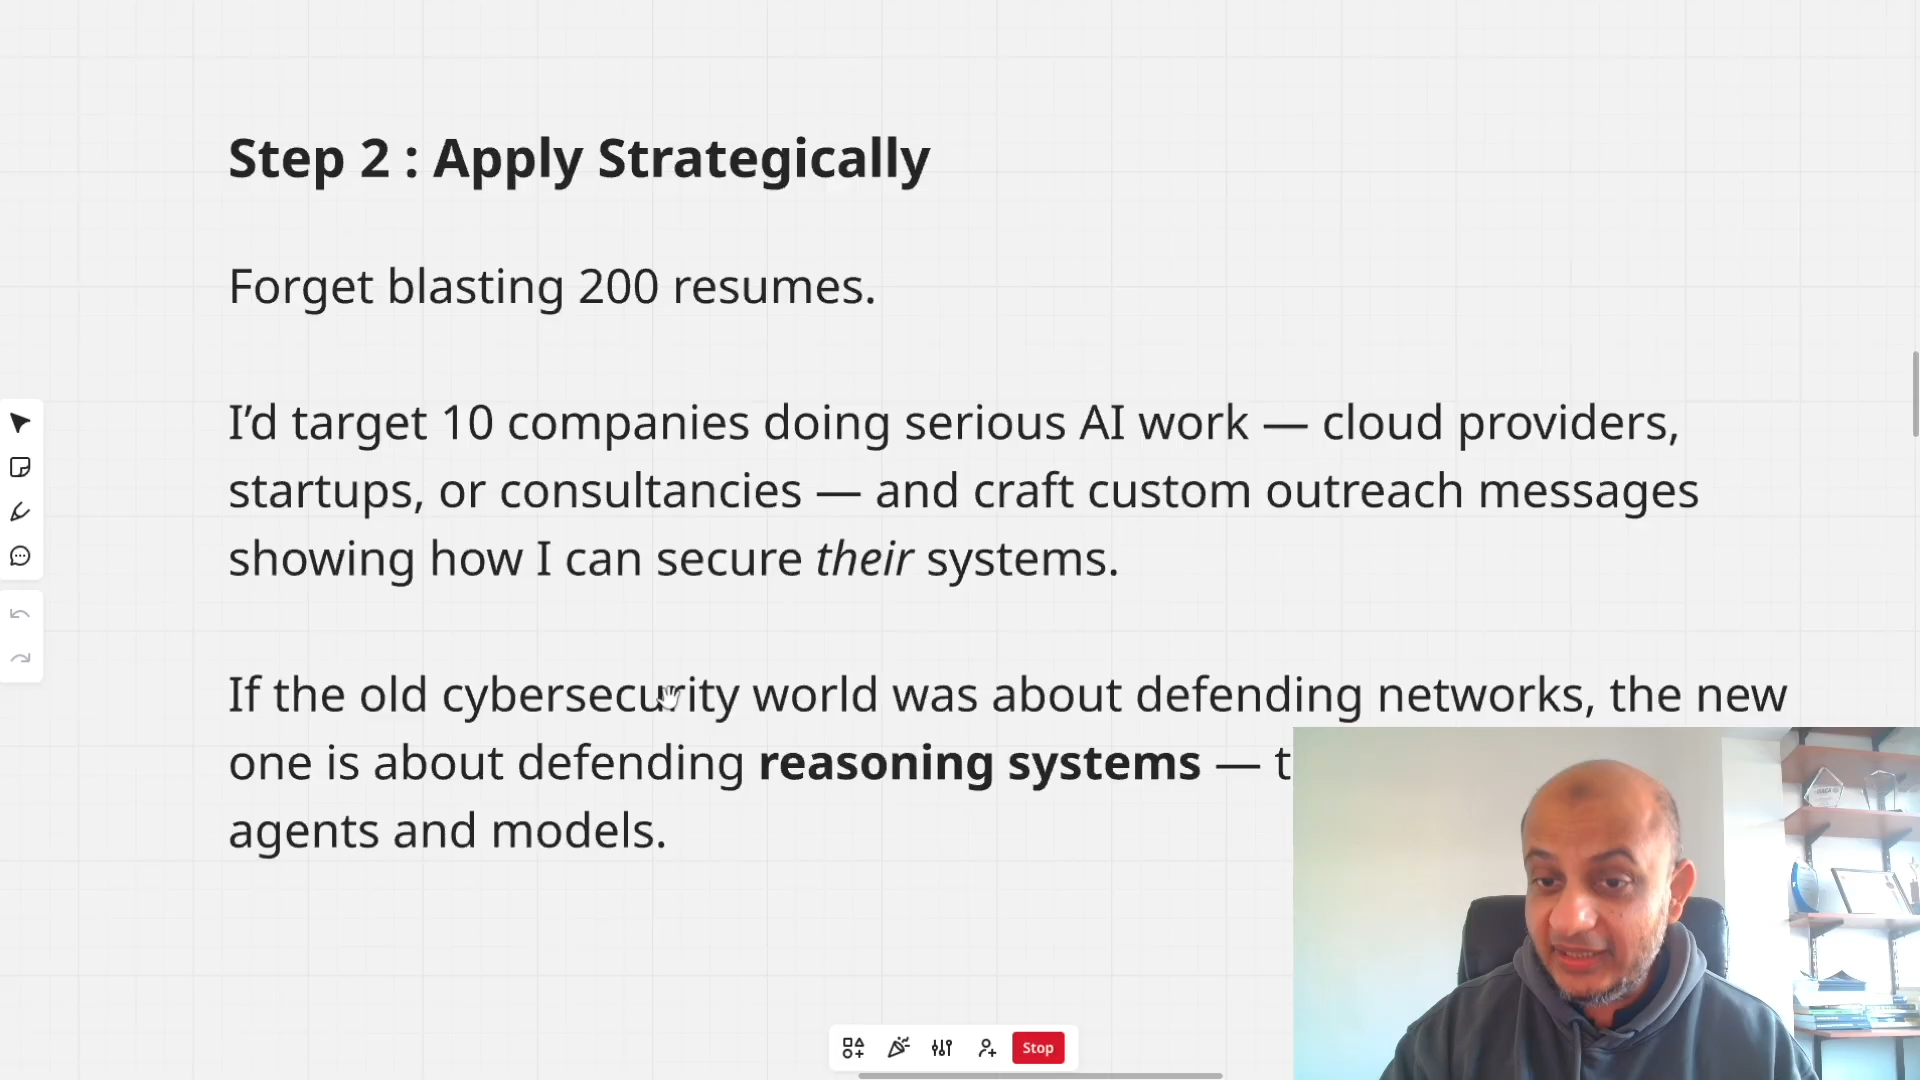 Step 2 : Apply Strategically
Forget blasting 200 resumes.
I’d target 10 companies doing serious AI work — cloud providers,
startups, or consultancies — and craft custom outreach messages
showing how I can secure their systems.
If the old cybersecurity world was about defending networks, the new
one is about defending reasoning systems — t
agents and models.
Stop